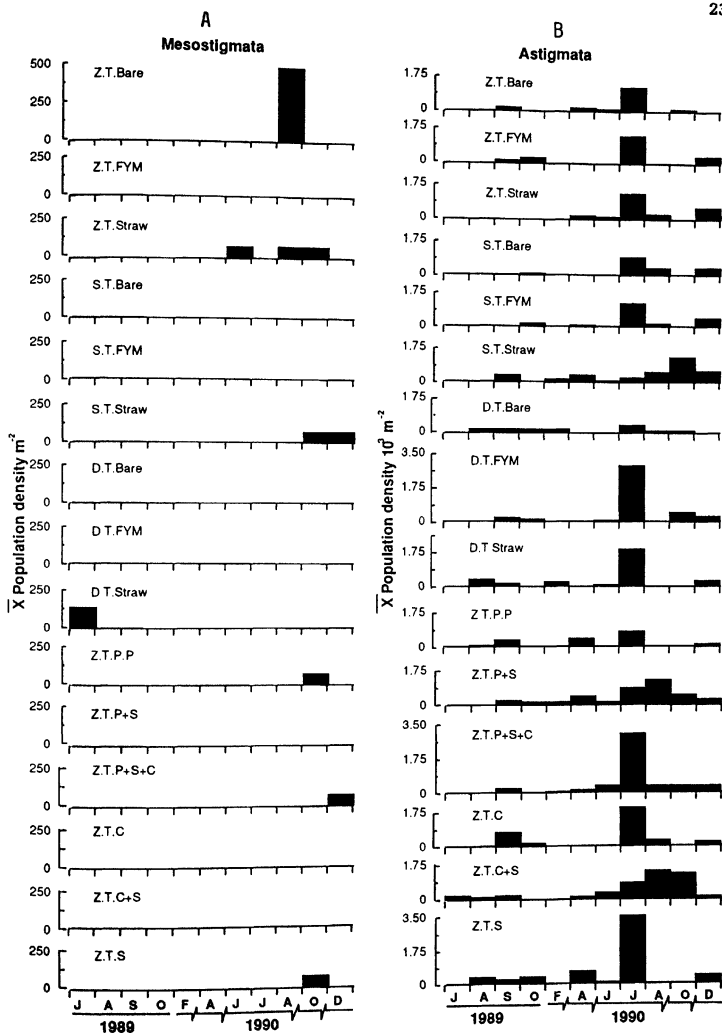 23
A
Mesostigmata
X Population density m-2
500
250
0
Z.T.Bare
250
0
Z.T.FYM
250
0
Z.T.Straw
250
0
S.T.Bare
250
0
S.T.FYM
250
0
S.T.Straw
250
0
D.T.Bare
250
0
D T.FYM
250
0
D T.Straw
250
0
Z.T.P.P
250
0
Z.T.P+S
250
0
Z.T.P+S+C
250
0
Z.T.C
250
0
Z.T.C+S
250
0
Z.T.S
J A S O F A J J A O D
1989 1990
B
Astigmata
X Population density 10³ m-2
1.75
0
Z.T.Bare
1.75
0
Z.T.FYM
1.75
0
Z.T.Straw
1.75
0
S.T.Bare
1.75
0
S.T.FYM
1.75
0
S.T.Straw
1.75
0
D.T.Bare
3.50
1.75
0
D.T.FYM
1.75
0
D.T Straw
1.75
0
Z T.P.P
1.75
0
Z.T.P+S
3.50
1.75
0
Z.T.P+S+C
1.75
0
Z.T.C
1.75
0
Z.T.C+S
3.50
1.75
0
Z.T.S
J A S O F A J J A O D
1989 1990